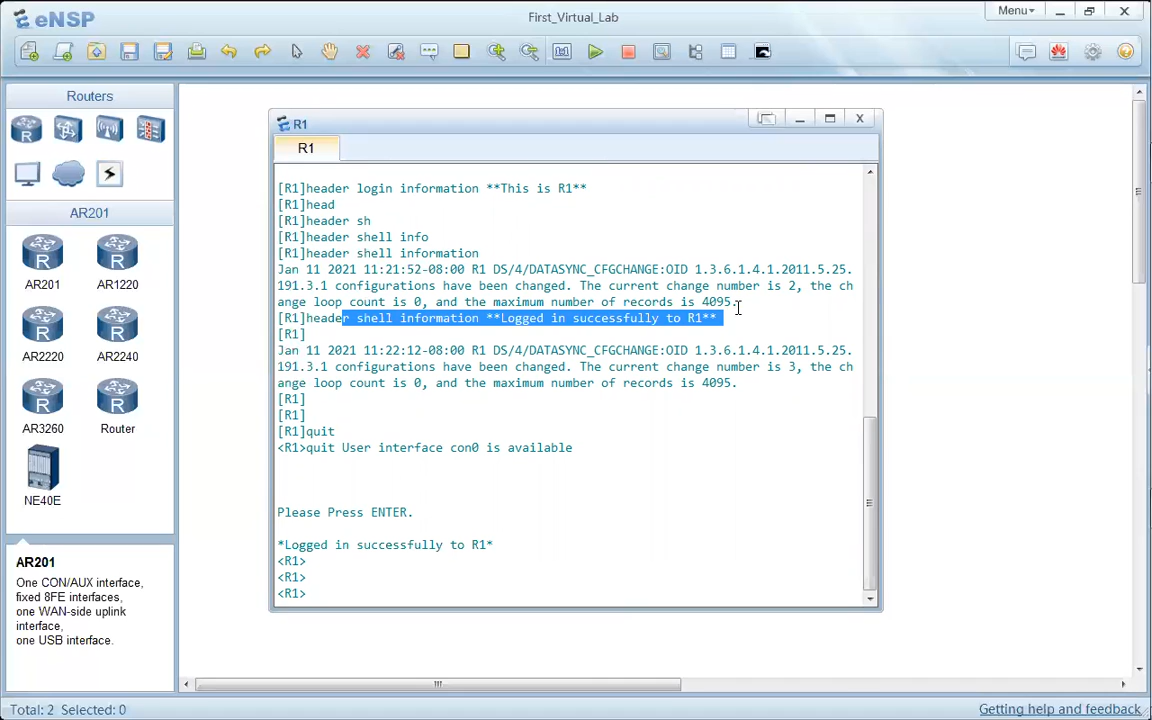 eNSP
First_Virtual_Lab
Menu
Routers
AR201
AR201
AR1220
AR2220
AR2240
AR3260
Router
NE40E
AR201
One CON/AUX interface,
fixed 8FE interfaces,
one WAN-side uplink
interface,
one USB interface.
R1
R1
[R1]header login information **This is R1**
[R1]head
[R1]header sh
[R1]header shell info
[R1]header shell information
Jan 11 2021 11:21:52-08:00 R1 DS/4/DATASYNC_CFGCHANGE:OID 1.3.6.1.4.1.2011.5.25.
191.3.1 configurations have been changed. The current change number is 2, the ch
ange loop count is 0, and the maximum number of records is 4095.
[R1]header shell information **Logged in successfully to R1**
[R1]
Jan 11 2021 11:22:12-08:00 R1 DS/4/DATASYNC_CFGCHANGE:OID 1.3.6.1.4.1.2011.5.25.
191.3.1 configurations have been changed. The current change number is 3, the ch
ange loop count is 0, and the maximum number of records is 4095.
[R1]
[R1]
[R1]quit
<R1>quit User interface con0 is available
Please Press ENTER.
*Logged in successfully to R1*
<R1>
<R1>
<R1>
Total: 2 Selected: 0
Getting help and feedback